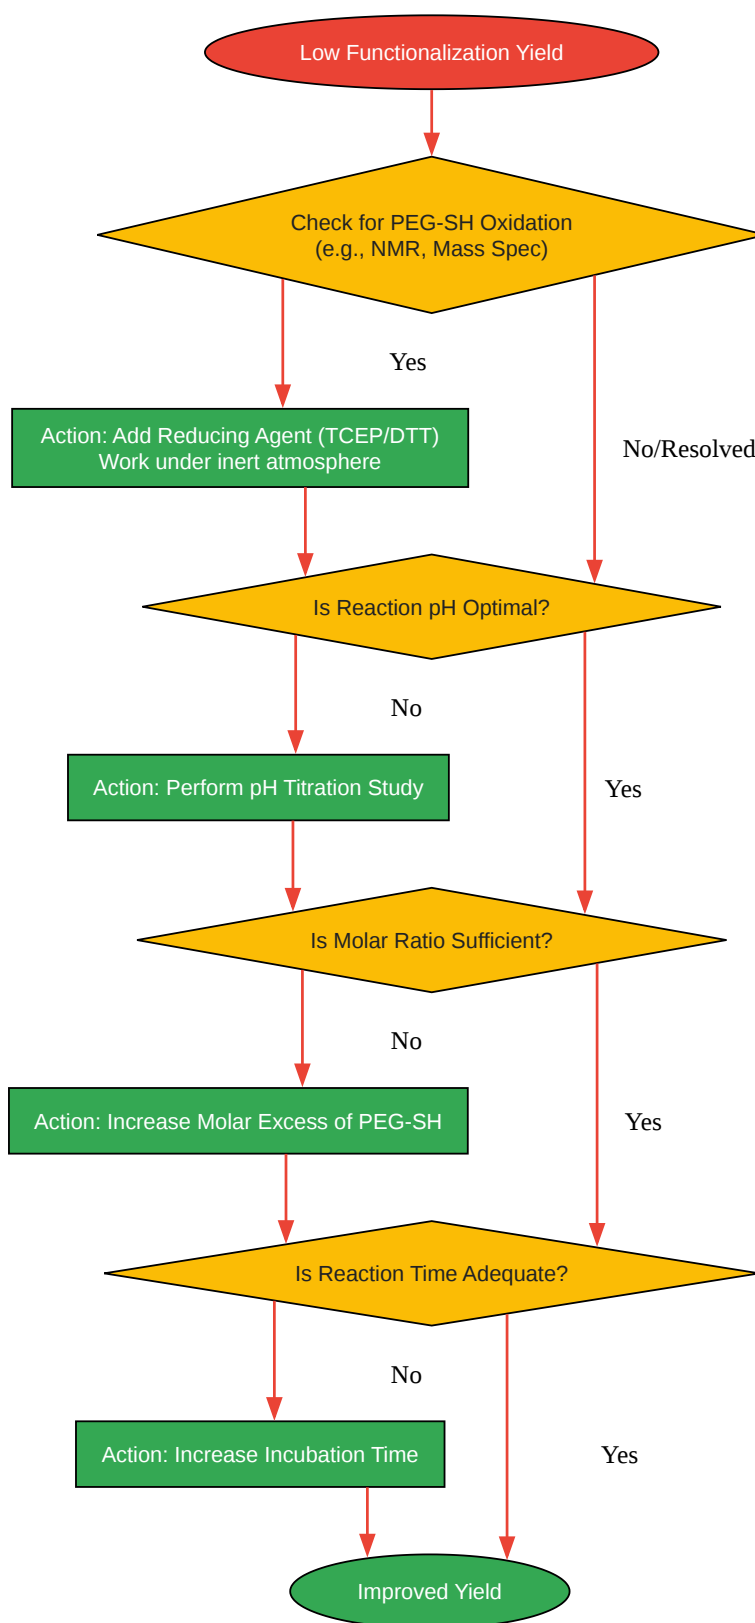 Low Functionalization Yield
Check for PEG-SH Oxidation
(e.g., NMR, Mass Spec)
Yes
Action: Add Reducing Agent (TCEP/DTT)
Work under inert atmosphere
No/Resolved
Is Reaction pH Optimal?
No
Action: Perform pH Titration Study
Yes
Is Molar Ratio Sufficient?
No
Action: Increase Molar Excess of PEG-SH
Yes
Is Reaction Time Adequate?
No
Action: Increase Incubation Time
Yes
Improved Yield